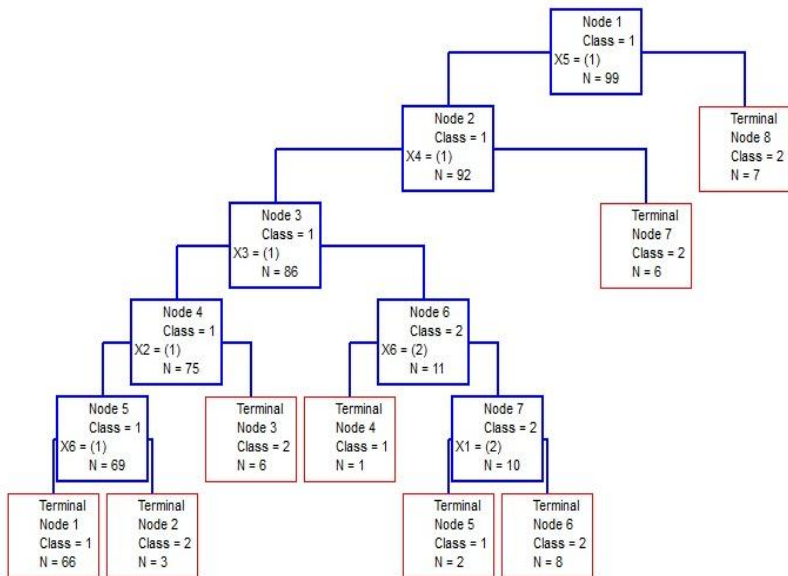 Node 1
Class = 1
X5 = (1)
N = 99
Node 2
Class = 1
X4 = (1)
N = 92
Terminal
Node 8
Class = 2
N = 7
Node 3
Class = 1
X3 = (1)
N = 86
Terminal
Node 7
Class = 2
N = 6
Node 4
Class = 1
X2 = (1)
N = 75
Node 6
Class = 2
X6 = (2)
N = 11
Node 5
Class = 1
X6 = (1)
N = 69
Terminal
Node 3
Class = 2
N = 6
Terminal
Node 4
Class = 1
N = 1
Node 7
Class = 2
X1 = (2)
N = 10
Terminal
Node 1
Class = 1
N = 66
Terminal
Node 2
Class = 2
N = 3
Terminal
Node 5
Class = 1
N = 2
Terminal
Node 6
Class = 2
N = 8